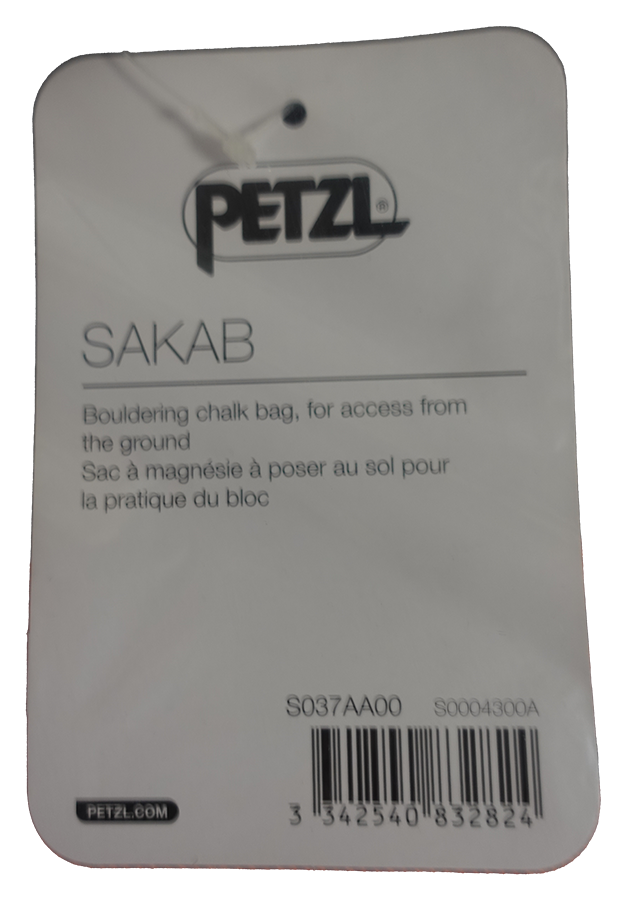 PETZL®
SAKAB
Bouldering chalk bag, for access from
the ground
Sac à magnésie à poser au sol pour
la pratique du bloc
S037AA00 S0004300A
3 342540 832824
PETZL.COM